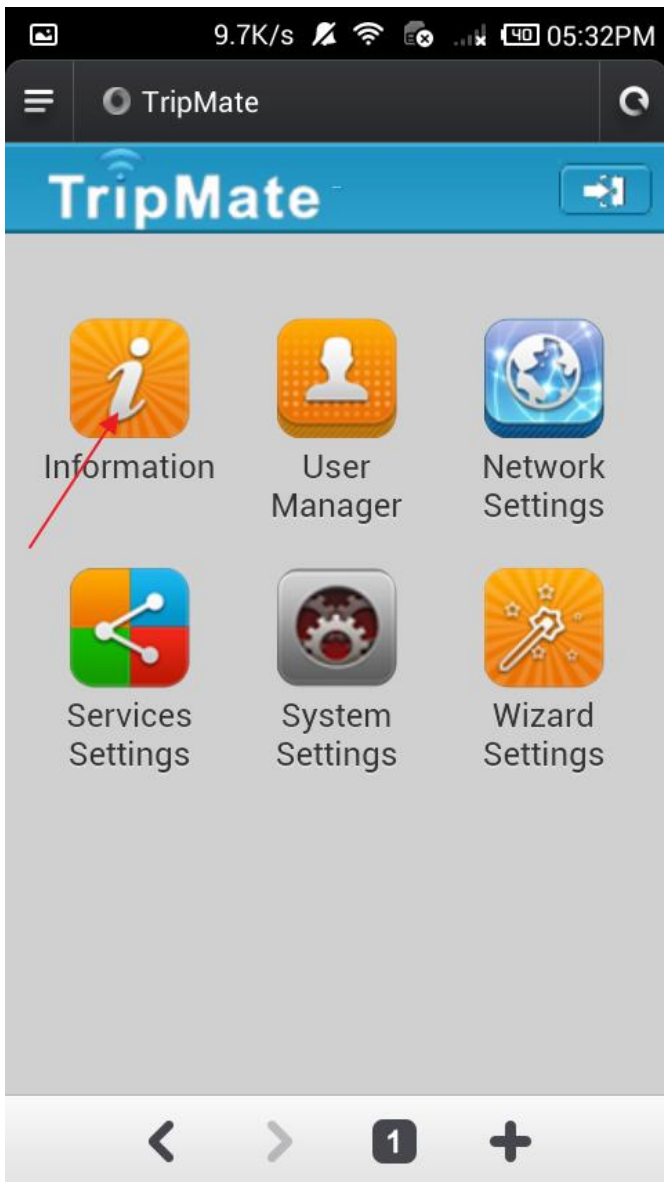 9.7K/s 40 05:32PM
TripMate
TripMate
Information
User
Manager
Network
Settings
Services
Settings
System
Settings
Wizard
Settings
1